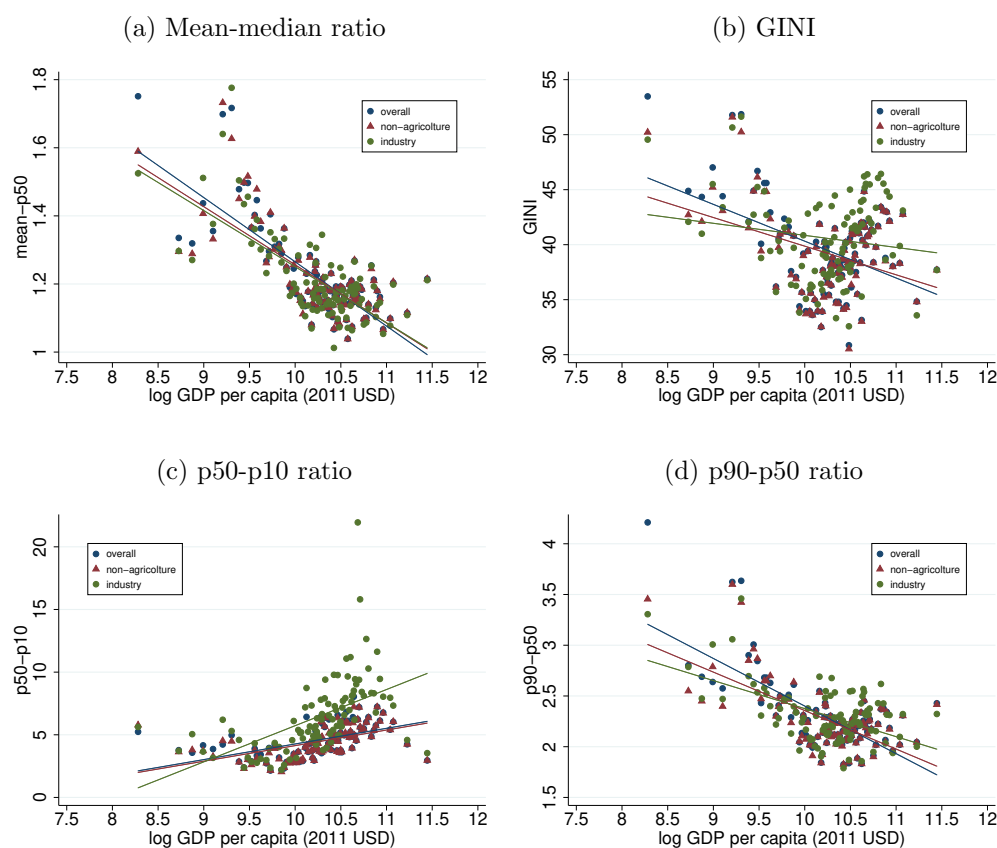 (a) Mean-median ratio
mean−p50
1 1.2 1.4 1.6 1.8
overall
non−agricolture
industry
7.5 8 8.5 9 9.5 10 10.5 11 11.5 12
log GDP per capita (2011 USD)
(b) GINI
GINI
30 35 40 45 50 55
overall
non−agricolture
industry
7.5 8 8.5 9 9.5 10 10.5 11 11.5 12
log GDP per capita (2011 USD)
(c) p50-p10 ratio
p50−p10
0 5 10 15 20
overall
non−agricolture
industry
7.5 8 8.5 9 9.5 10 10.5 11 11.5 12
log GDP per capita (2011 USD)
(d) p90-p50 ratio
p90−p50
1.5 2 2.5 3 3.5 4
overall
non−agricolture
industry
7.5 8 8.5 9 9.5 10 10.5 11 11.5 12
log GDP per capita (2011 USD)